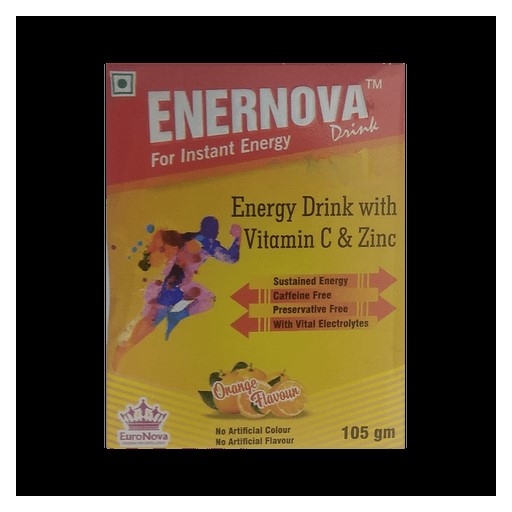 ENERNOVA™
Drink
For Instant Energy
Energy Drink with
Vitamin C & Zinc
Sustained Energy
Caffeine Free
Preservative Free
With Vital Electrolytes
Orange
Flavour
EuroNova
No Artificial Colour
No Artificial Flavour
105 gm